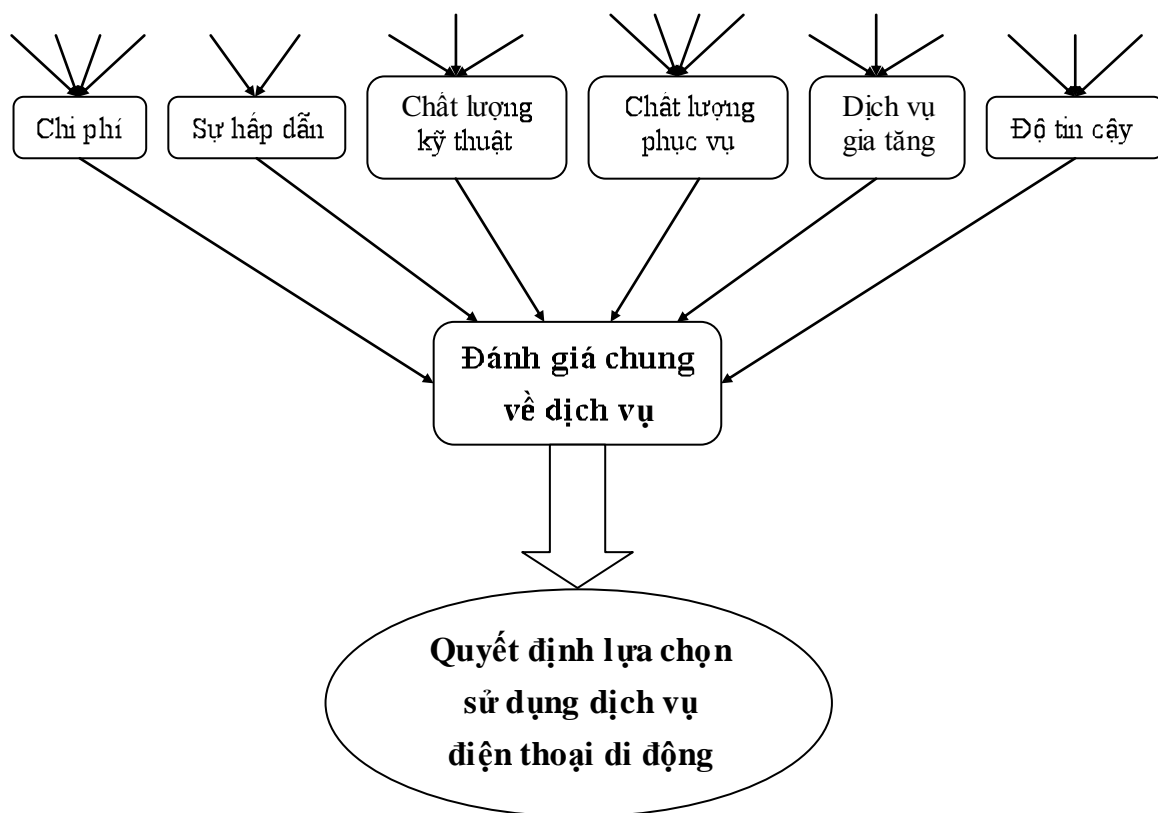 Chi phí
Sự hấp dẫn
Chất lượng
kỹ thuật
Chất lượng
phục vụ
Dịch vụ
gia tăng
Độ tin cậy
Đánh giá chung
về dịch vụ
Quyết định lựa chọn
sử dụng dịch vụ
điện thoại di động